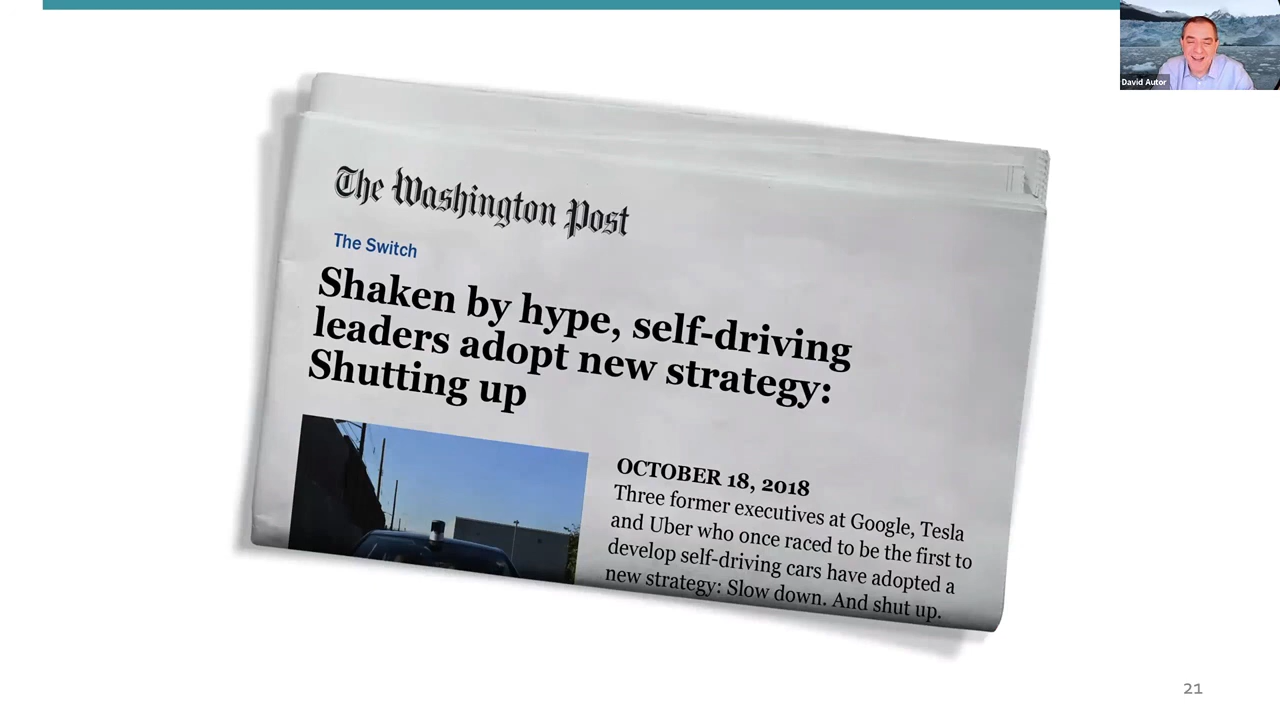 David Autor
The Washington Post
The Switch
Shaken by hype, self-driving
leaders adopt new strategy:
Shutting up
OCTOBER 18, 2018
Three former executives at Google, Tesla
and Uber who once raced to be the first to
develop self-driving cars have adopted a
new strategy: Slow down. And shut up.
21